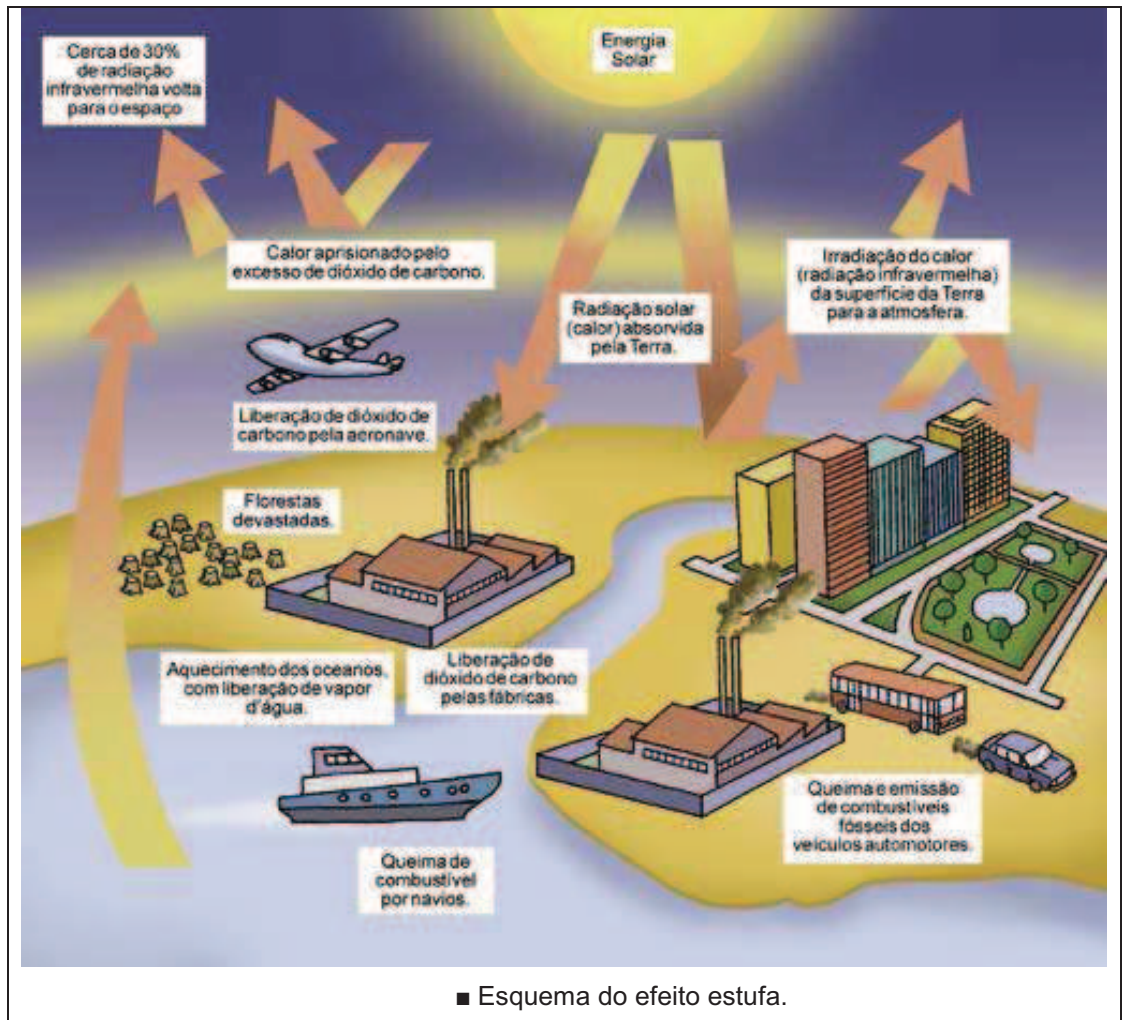 Cerca de 30%
de radiação
infravermelha volta
para o espaço
Energia
Solar
Calor aprisionado pelo
excesso de dióxido de carbono.
Irradiação do calor
(radiação infravermelha)
da superfície da Terra
para a atmosfera.
Radiação solar
(calor) absorvida
pela Terra.
Liberação de dióxido de
carbono pela aeronave.
Florestas
devastadas.
Aquecimento dos oceanos,
com liberação de vapor
d'água.
Liberação de
dióxido de carbono
pelas fábricas.
Queima e emissão
de combustíveis
fósseis dos
veículos automotores.
Queima de
combustível
por navios.
■ Esquema do efeito estufa.